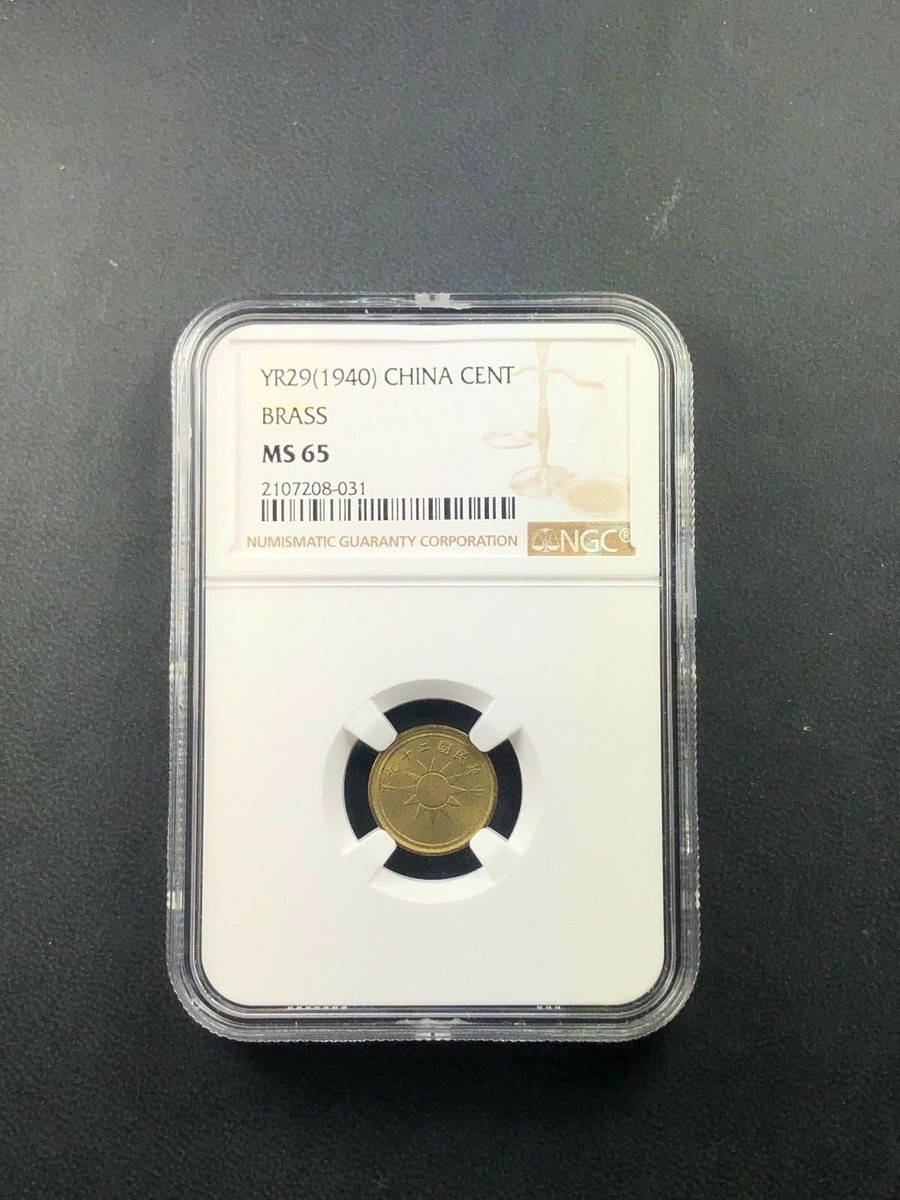 YR29(1940) CHINA CENT
BRASS
MS 65
2107208-031
NUMISMATIC GUARANTY CORPORATION
NGC®
年九十二國民華中